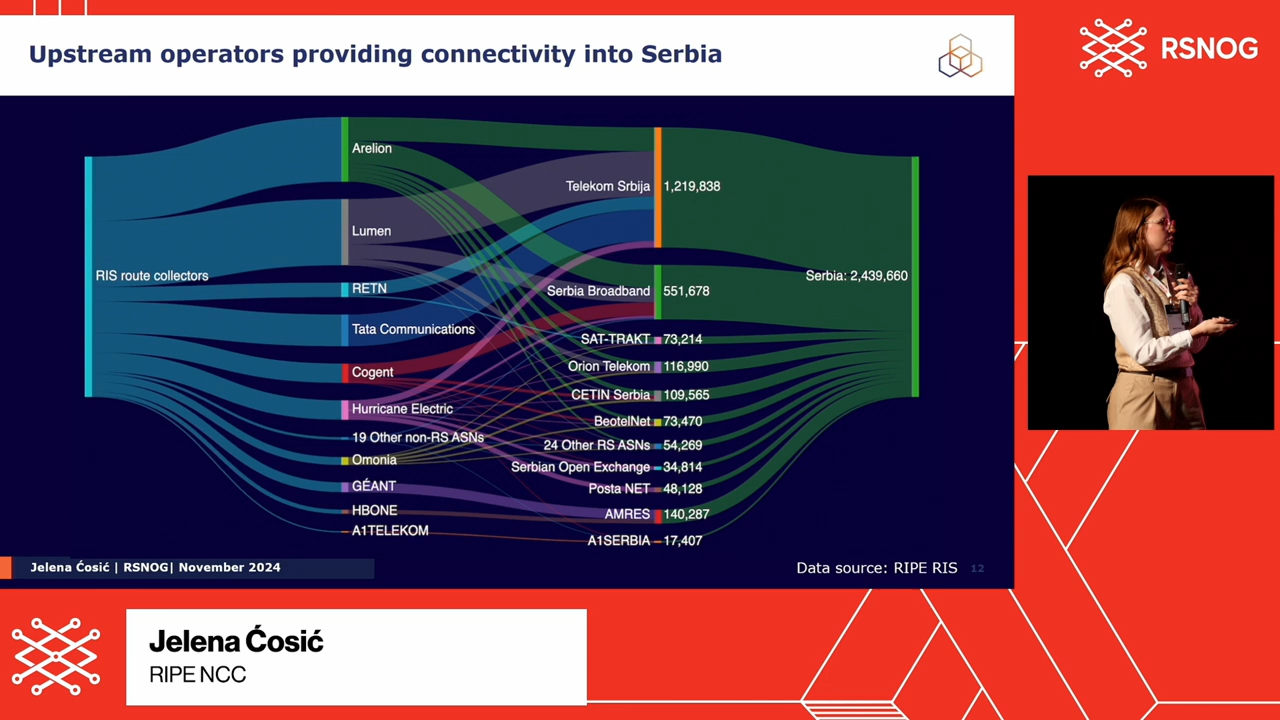 Upstream operators providing connectivity into Serbia
RSNOG
RIS route collectors
Arelion
Lumen
RETN
Tata Communications
Cogent
Hurricane Electric
19 Other non-RS ASNs
Omonia
GÉANT
HBONE
A1TELEKOM
Telekom Srbija 1,219,838
Serbia Broadband 551,678
SAT-TRAKT 73,214
Orion Telekom 116,990
CETIN Serbia 109,565
BeotelNet 73,470
24 Other RS ASNs 54,269
Serbian Open Exchange 34,814
Posta NET 48,128
AMRES 140,287
A1SERBIA 17,407
Serbia: 2,439,660
Jelena Ćosić | RSNOG| November 2024
Data source: RIPE RIS 12
Jelena Ćosić
RIPE NCC